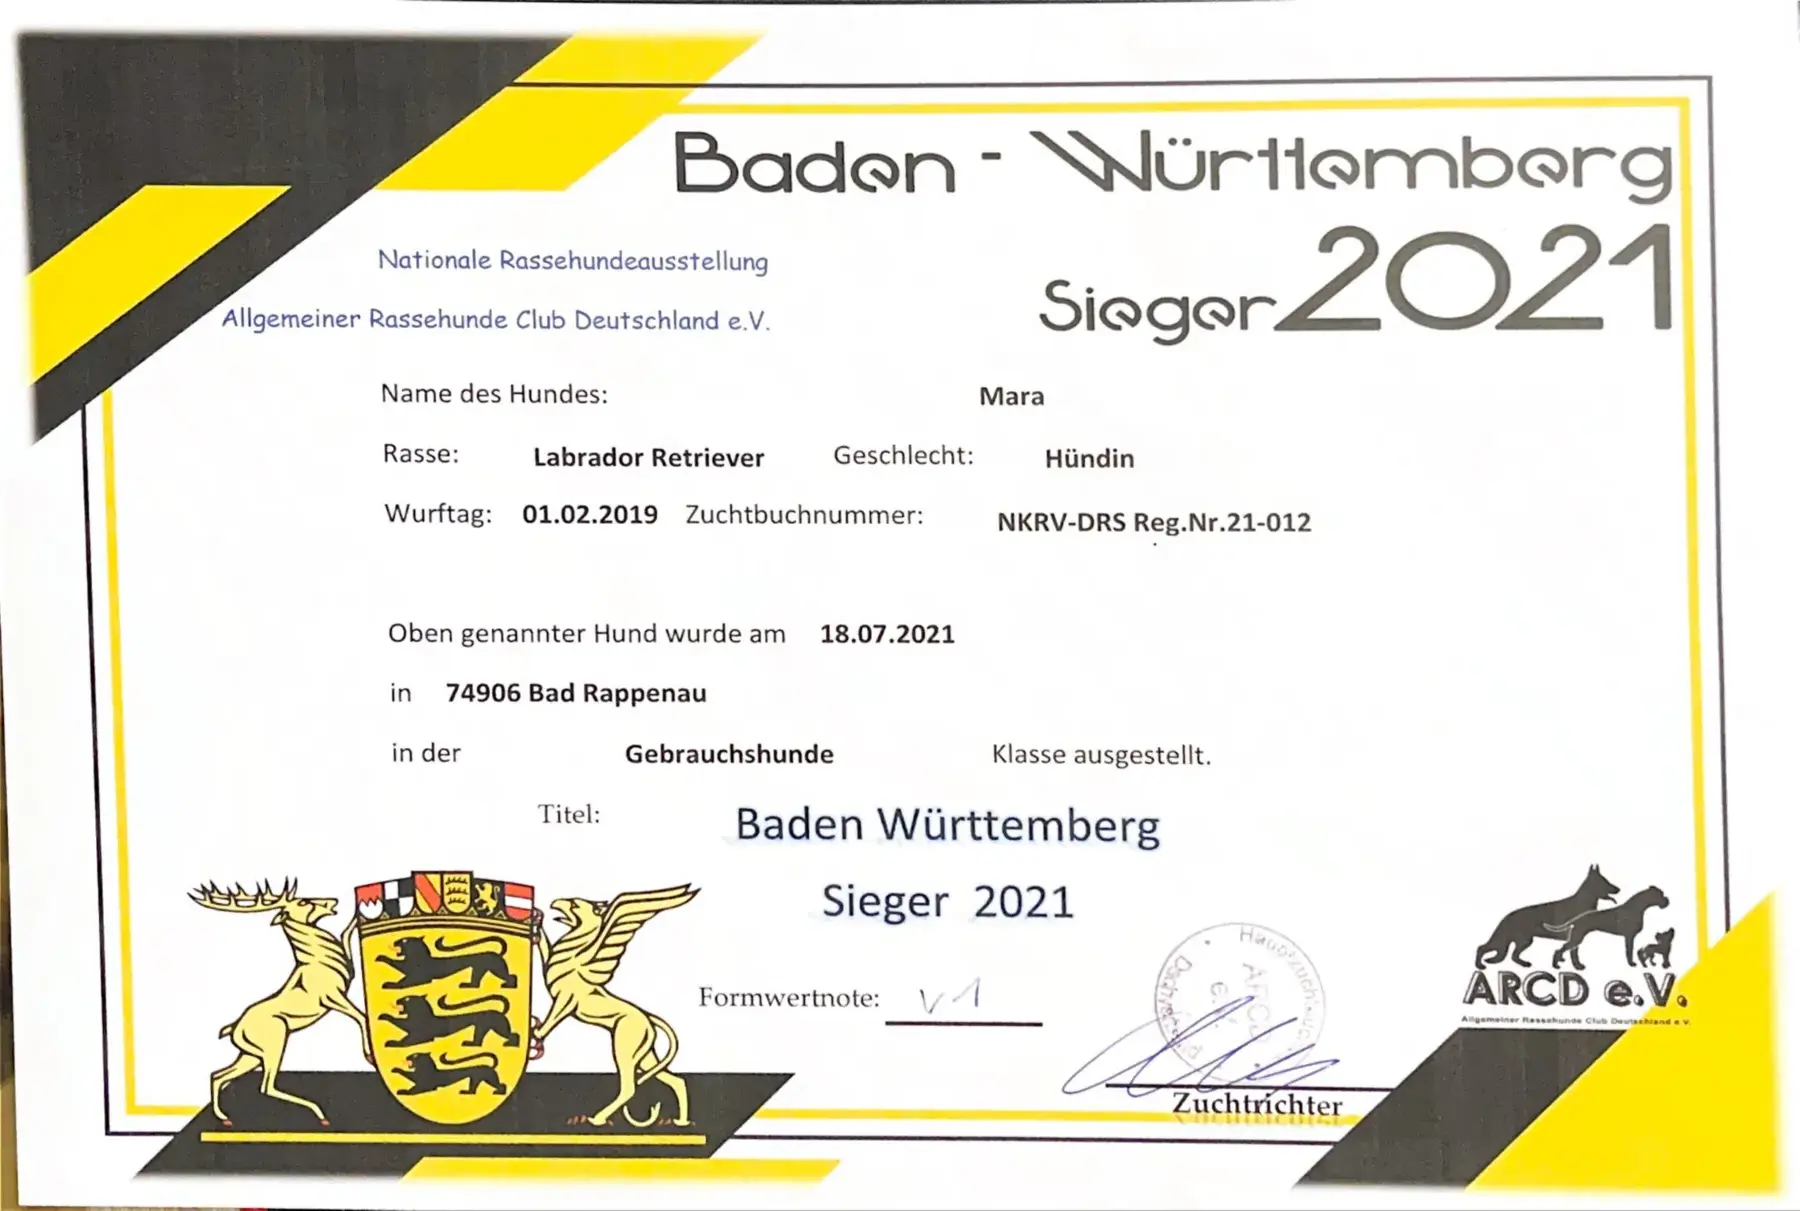 Baden - Württemberg
Sieger 2021
Nationale Rassehundeausstellung
Allgemeiner Rassehunde Club Deutschland e.V.
Name des Hundes: Mara
Rasse: Labrador Retriever Geschlecht: Hündin
Wurftag: 01.02.2019 Zuchtbuchnummer: NKRV-DRS Reg.Nr.21-012
Oben genannter Hund wurde am 18.07.2021
in 74906 Bad Rappenau
in der Gebrauchshunde Klasse ausgestellt.
Titel: Baden Württemberg
Sieger 2021
Formwertnote: V1
Zuchtrichter
ARCD e.V.
Allgemeiner Rassehunde Club Deutschland e.V.